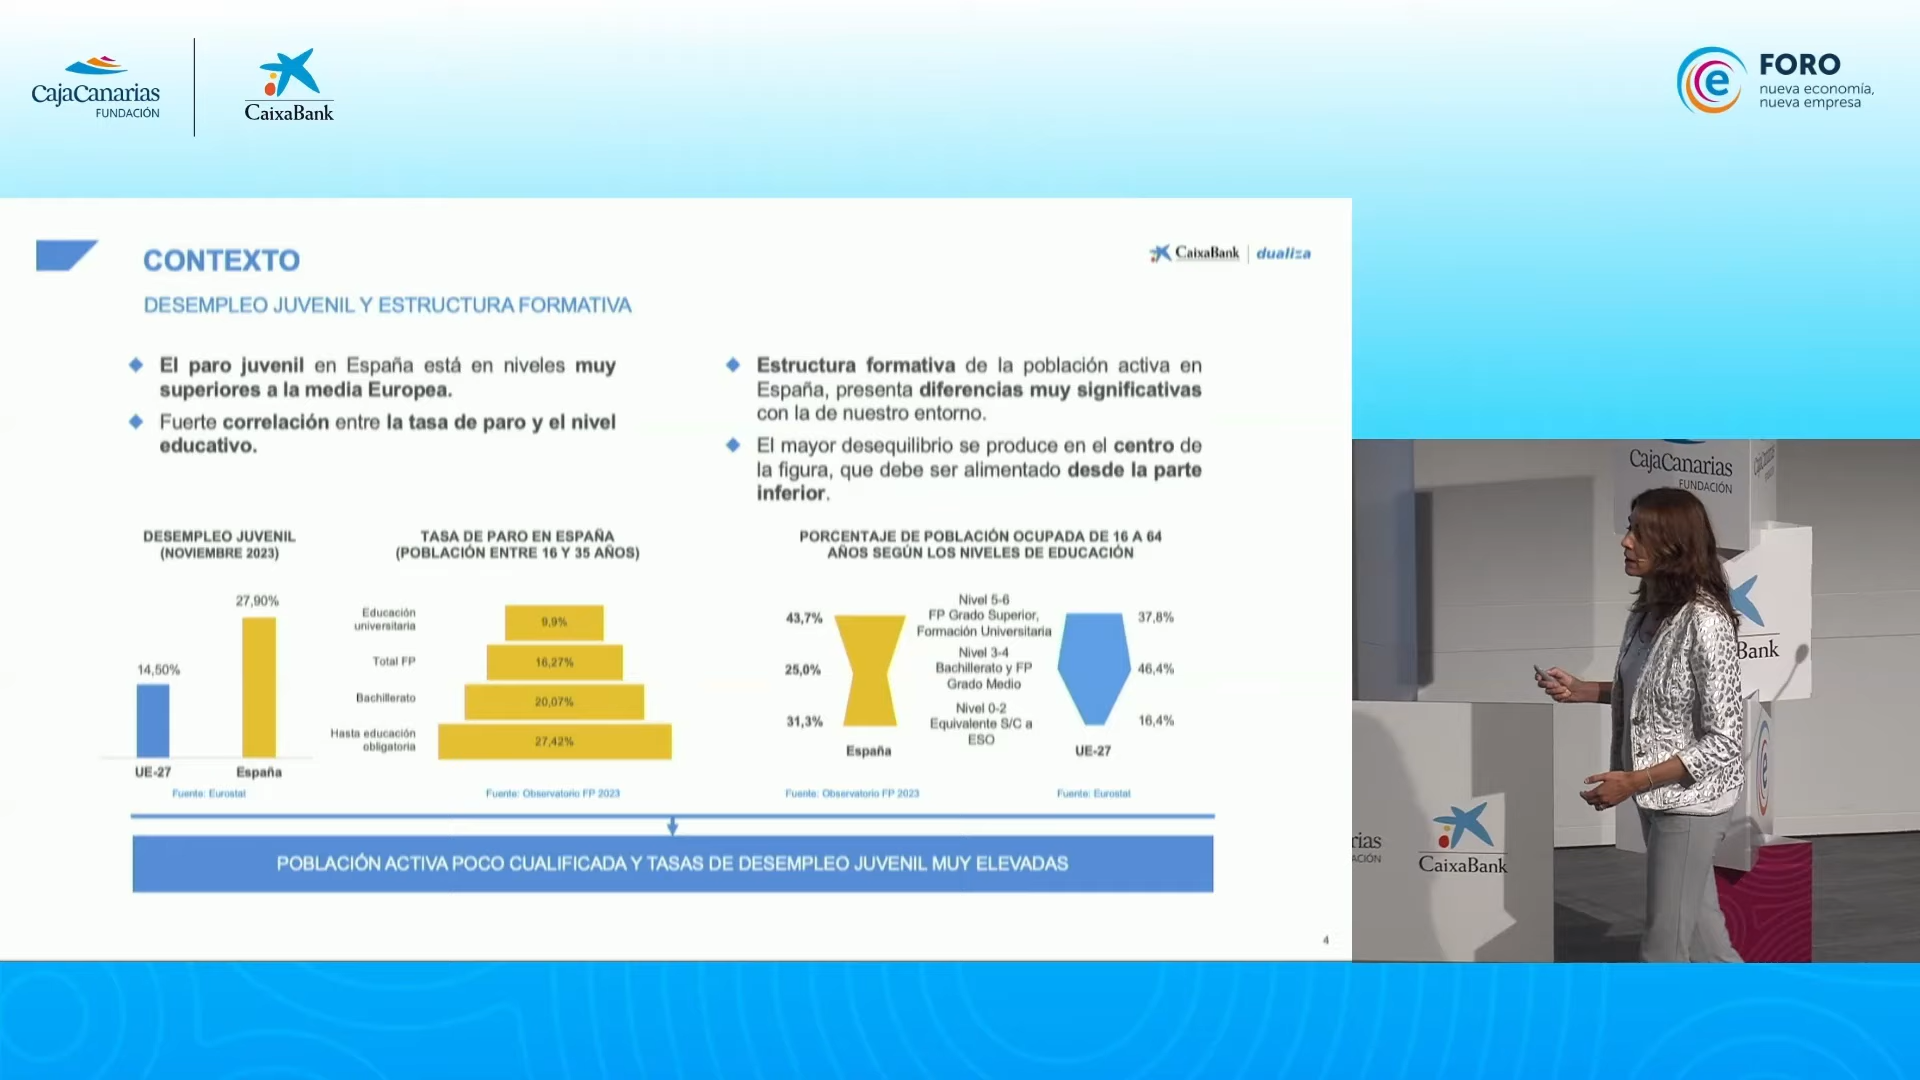 CajaCanarias
FUNDACIÓN
CaixaBank
FORO
nueva economía,
nueva empresa
CONTEXTO
CaixaBank
dualiza
DESEMPLEO JUVENIL Y ESTRUCTURA FORMATIVA
El paro juvenil en España está en niveles muy
superiores a la media Europea.
Fuerte correlación entre la tasa de paro y el nivel
educativo.
Estructura formativa de la población activa en
España, presenta diferencias muy significativas
con la de nuestro entorno.
El mayor desequilibrio se produce en el centro de
la figura, que debe ser alimentado desde la parte
inferior.
DESEMPLEO JUVENIL
(NOVIEMBRE 2023)
14,50%
27,90%
UE-27
España
Fuente: Eurostat
TASA DE PARO EN ESPAÑA
(POBLACIÓN ENTRE 16 Y 35 AÑOS)
Educación
universitaria
9,9%
Total FP
16,27%
Bachillerato
20,07%
Hasta educación
obligatoria
27,42%
Fuente: Observatorio FP 2023
PORCENTAJE DE POBLACIÓN OCUPADA DE 16 A 64
AÑOS SEGÚN LOS NIVELES DE EDUCACIÓN
43,7%
25,0%
31,3%
España
Nivel 5-6
FP Grado Superior,
Formación Universitaria
Nivel 3-4
Bachillerato y FP
Grado Medio
Nivel 0-2
Equivalente S/C a
ESO
37,8%
46,4%
16,4%
UE-27
Fuente: Observatorio FP 2023
Fuente: Eurostat
POBLACIÓN ACTIVA POCO CUALIFICADA Y TASAS DE DESEMPLEO JUVENIL MUY ELEVADAS
4
CajaCanarias
FUNDACIÓN
Bank
rias
ACIÓN
CaixaBank